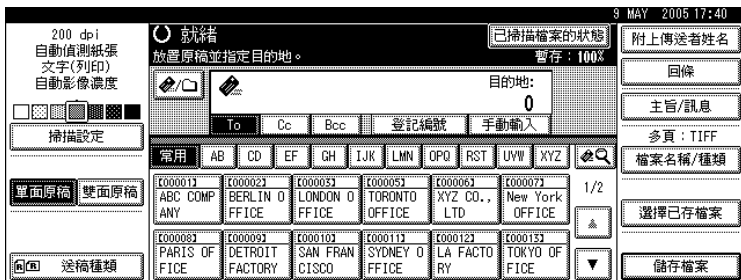 9 MAY 2005 17:40
200 dpi
自動偵測紙張
文字(列印)
自動影像濃度
掃描設定
單面原稿 雙面原稿
送稿種類
就緒
已掃描檔案的狀態
放置原稿並指定目的地。
暫存：100%
目的地:
0
To Cc Bcc 登記編號 手動輸入
常用 AB CD EF GH IJK LMN OPQ RST UVW XYZ
[00001] [00002] [00003] [00005] [00006] [00007]
ABC COMP BERLIN O LONDON O TORONTO XYZ CO., New York
ANY FFICE FFICE OFFICE LTD OFFICE
1/2
[00008] [00009] [00010] [00011] [00012] [00013]
PARIS OF DETROIT SAN FRAN SYDNEY O LA FACTO TOKYO OF
FICE FACTORY CISCO FFICE RY FICE
附上傳送者姓名
回條
主旨/訊息
多頁：TIFF
檔案名稱/種類
選擇已存檔案
儲存檔案